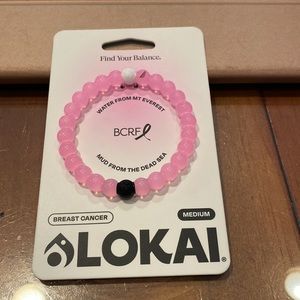 Find Your Balance.
WATER FROM MT EVEREST
BCRF
MUD FROM THE DEAD SEA
BREAST CANCER
MEDIUM
LOKAI®